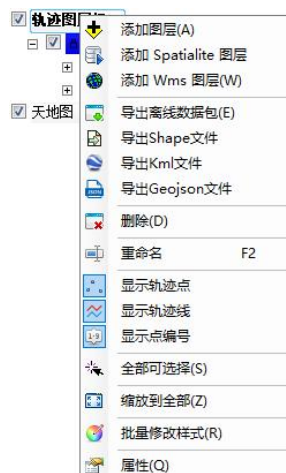 轨迹图
添加图层(A)
添加 Spatialite 图层
添加 Wms 图层(W)
天地图
导出离线数据包(E)
导出Shape文件
导出Kml文件
导出Geojson文件
删除(D)
重命名 F2
显示轨迹点
显示轨迹线
显示点编号
全部可选择(S)
缩放到全部(Z)
批量修改样式(R)
属性(Q)